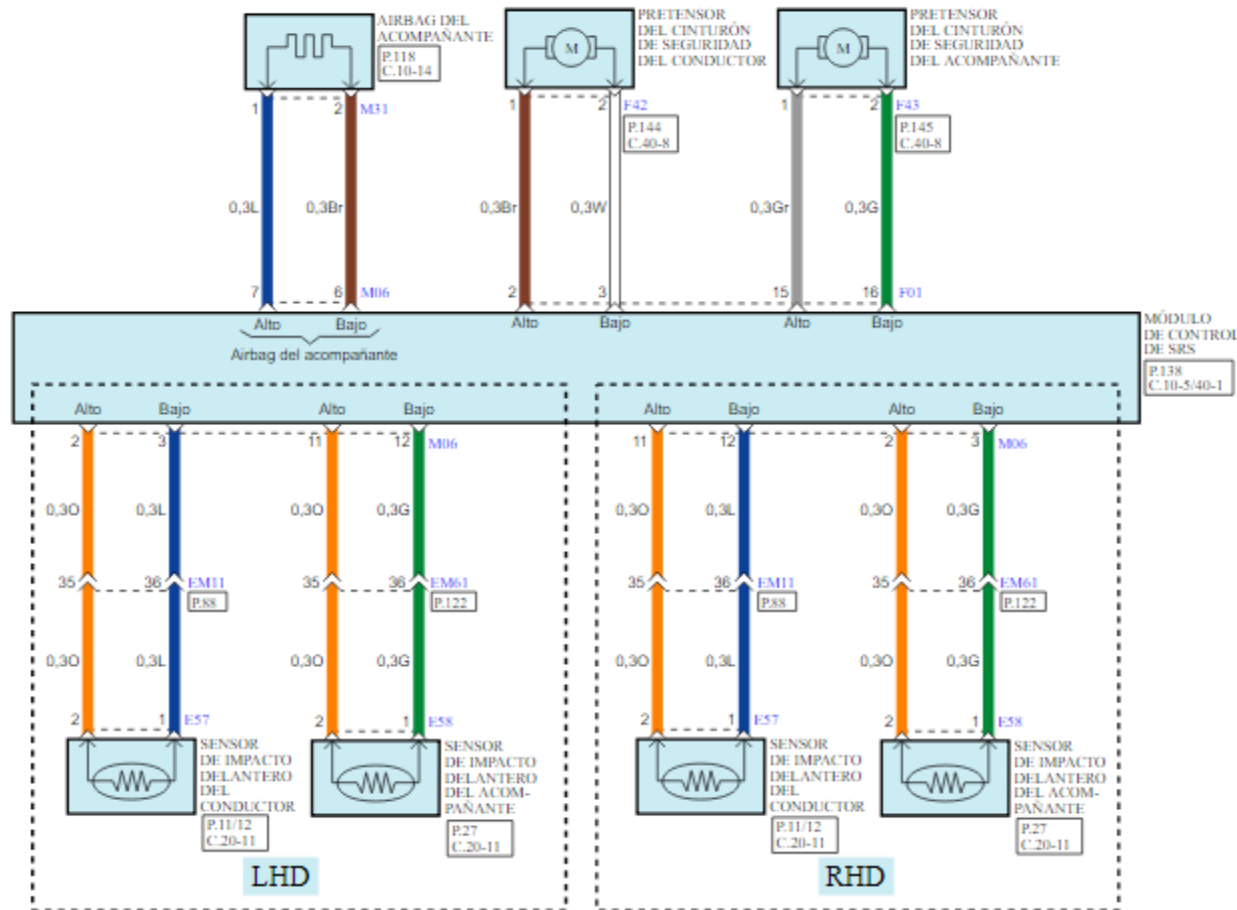 AIRBAG DEL
ACOMPAÑANTE
P.118
C.10-14
PRETENSOR
DEL CINTURÓN
DE SEGURIDAD
DEL CONDUCTOR
PRETENSOR
DEL CINTURÓN
DE SEGURIDAD
DEL ACOMPAÑANTE
M
M
1 2 M31
1 2 F42
P.144
C.40-8
1 2 F43
P.145
C.40-8
0,3L 0,3Br 0,3Br 0,3W 0,3Gr 0,3G
7 6 M06 2 3 15 16 F01
Alto Bajo Alto Bajo Alto Bajo
Airbag del acompañante
MÓDULO
DE CONTROL
DE SRS
P.138
C.10-5/40-1
Alto Bajo Alto Bajo Alto Bajo Alto Bajo
2 3 11 12 M06 11 12 2 3 M06
0,3O 0,3L 0,3O 0,3G 0,3O 0,3L 0,3O 0,3G
35 36 EM11 35 36 EM61 35 36 EM11 35 36 EM61
P.88 P.122 P.88 P.122
0,3O 0,3L 0,3O 0,3G 0,3O 0,3L 0,3O 0,3G
2 1 E57 2 1 E58 2 1 E57 2 1 E58
SENSOR
DE IMPACTO
DELANTERO
DEL
CONDUCTOR
P.11/12
C.20-11
SENSOR
DE IMPACTO
DELANTERO
DEL ACOM-
PAÑANTE
P.27
C.20-11
SENSOR
DE IMPACTO
DELANTERO
DEL
CONDUCTOR
P.11/12
C.20-11
SENSOR
DE IMPACTO
DELANTERO
DEL ACOM-
PAÑANTE
P.27
C.20-11
LHD
RHD